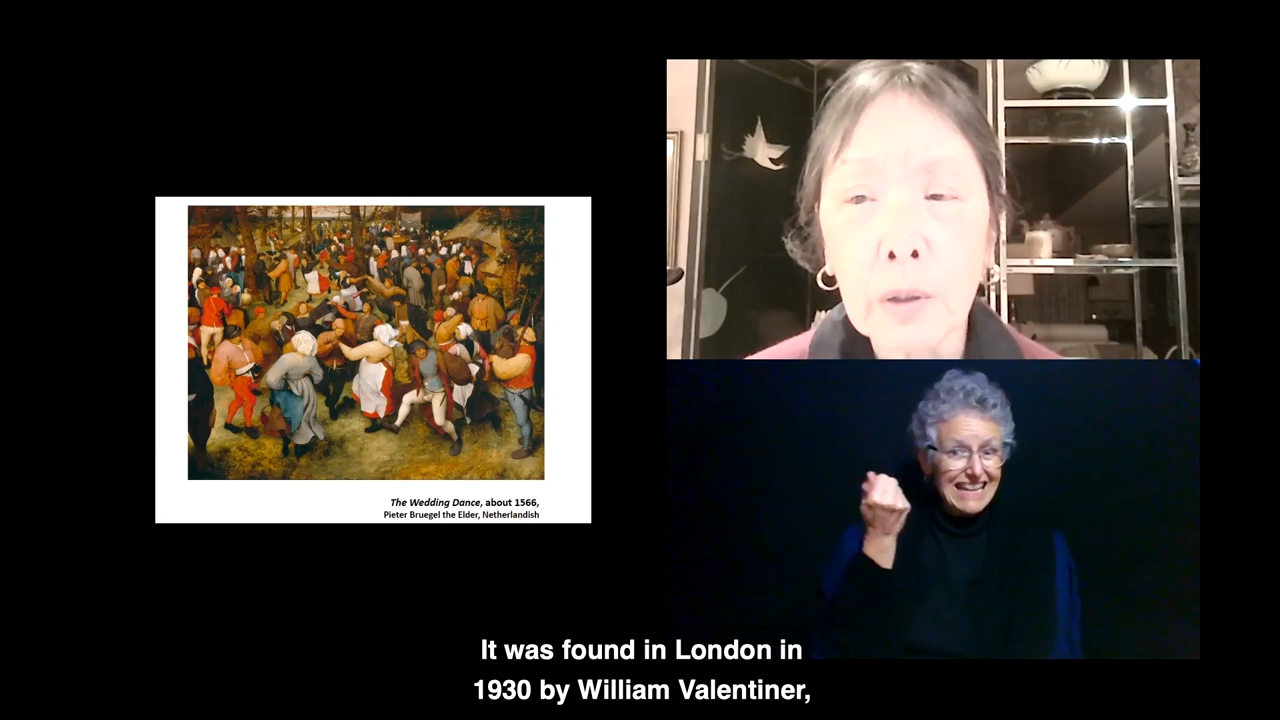 The Wedding Dance, about 1566,
Pieter Bruegel the Elder, Netherlandish
It was found in London in
1930 by William Valentiner,